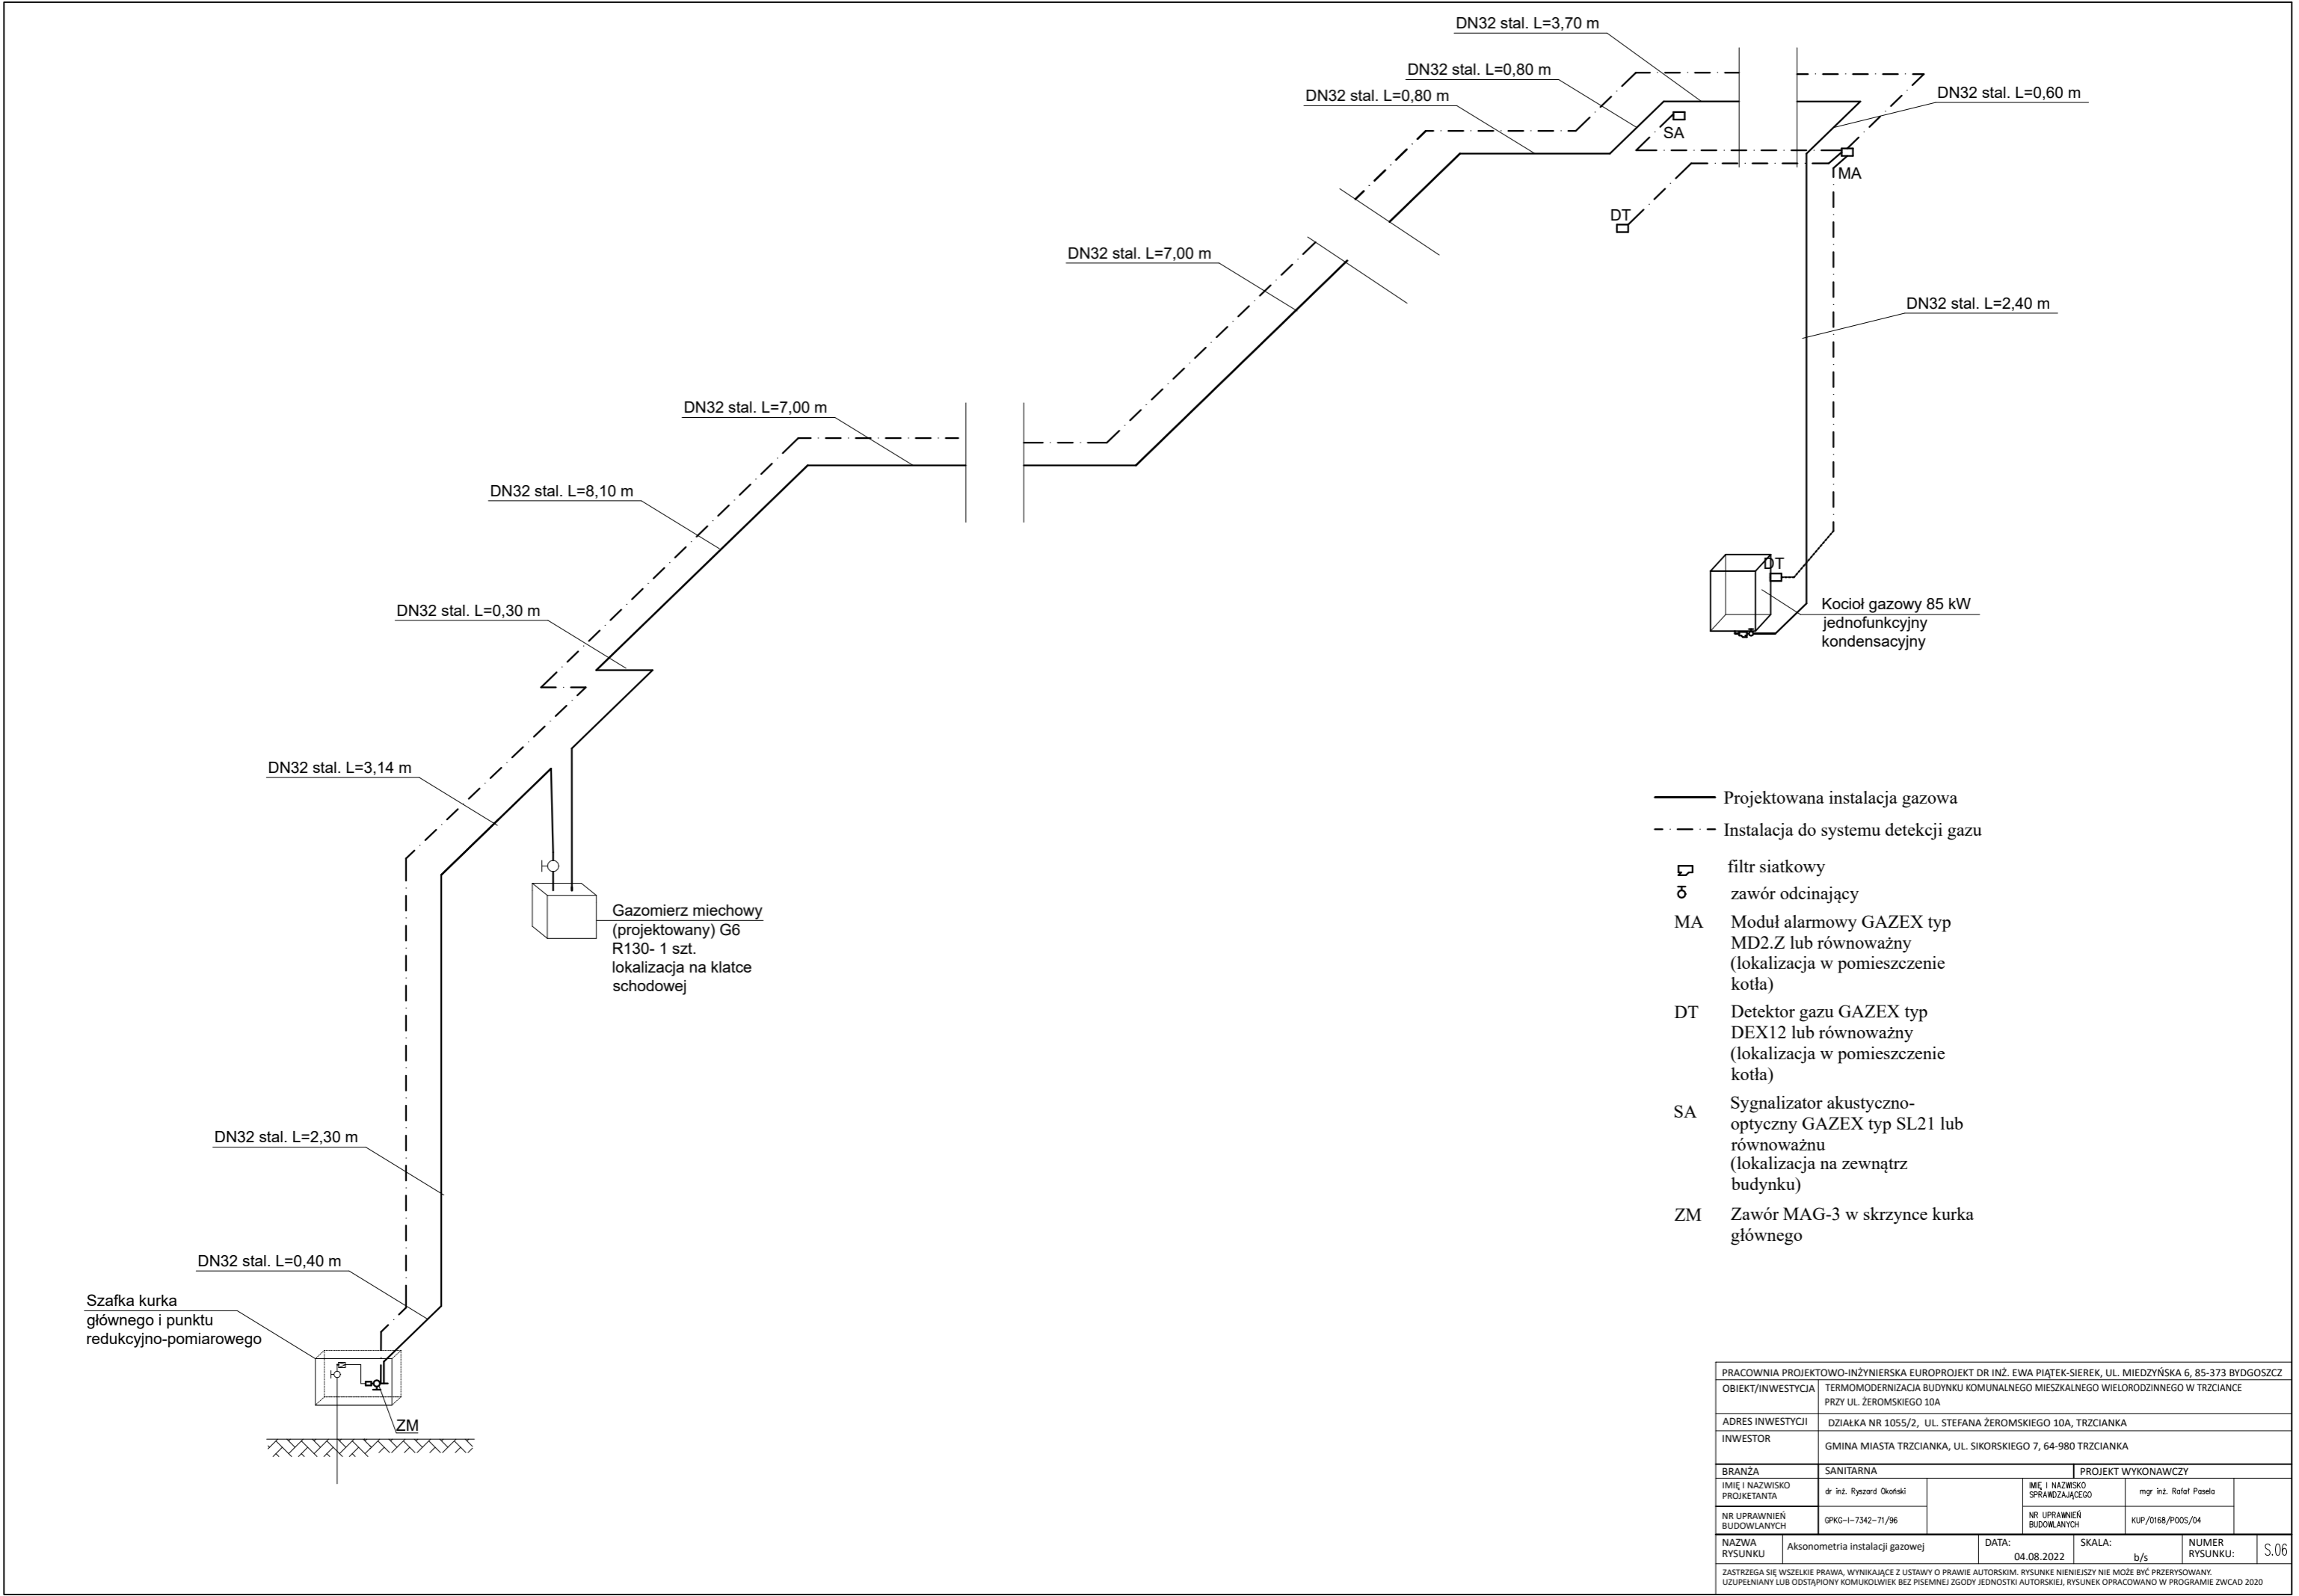 DN32 stal. L=3,70 m
DN32 stal. L=0,80 m
DN32 stal. L=0,80 m
DN32 stal. L=0,60 m
SA
MA
DT
DN32 stal. L=7,00 m
DN32 stal. L=2,40 m
DN32 stal. L=7,00 m
DN32 stal. L=8,10 m
DT
Kocioł gazowy 85 kW
jednofunkcyjny
kondensacyjny
DN32 stal. L=0,30 m
DN32 stal. L=3,14 m
Gazomierz miechowy
(projektowany) G6
R130- 1 szt.
lokalizacja na klatce
schodowej
DN32 stal. L=2,30 m
DN32 stal. L=0,40 m
Szafka kurka
głównego i punktu
redukcyjno-pomiarowego
ZM
Projektowana instalacja gazowa
Instalacja do systemu detekcji gazu
filtr siatkowy
zawór odcinający
MA Moduł alarmowy GAZEX typ
MD2.Z lub równoważny
(lokalizacja w pomieszczenie
kotła)
DT Detektor gazu GAZEX typ
DEX12 lub równoważny
(lokalizacja w pomieszczenie
kotła)
SA Sygnalizator akustyczno-
optyczny GAZEX typ SL21 lub
równoważnu
(lokalizacja na zewnątrz
budynku)
ZM Zawór MAG-3 w skrzynce kurka
głównego
PRACOWNIA PROJEKTOWO-INŻYNIERSKA EUROPROJEKT DR INŻ. EWA PIĄTEK-SIEREK, UL. MIEDZYŃSKA 6, 85-373 BYDGOSZCZ
OBIEKT/INWESTYCJA TERMOMODERNIZACJA BUDYNKU KOMUNALNEGO MIESZKALNEGO WIELORODZINNEGO W TRZCIANCE
PRZY UL. ŻEROMSKIEGO 10A
ADRES INWESTYCJI DZIAŁKA NR 1055/2, UL. STEFANA ŻEROMSKIEGO 10A, TRZCIANKA
INWESTOR GMINA MIASTA TRZCIANKA, UL. SIKORSKIEGO 7, 64-980 TRZCIANKA
BRANŻA SANITARNA PROJEKT WYKONAWCZY
IMIĘ I NAZWISKO
PROJKETANTA
dr inż. Ryszard Okoński
IMIĘ I NAZWISKO
SPRAWDZAJĄCEGO
mgr inż. Rafał Pasela
NR UPRAWNIEŃ
BUDOWLANYCH
GPKG-I-7342-71/96
NR UPRAWNIEŃ
BUDOWLANYCH
KUP/0168/POOS/04
NAZWA
RYSUNKU
Aksonometria instalacji gazowej
DATA:
04.08.2022
SKALA:
b/s
NUMER
RYSUNKU:
S.06
ZASTRZEGA SIĘ WSZELKIE PRAWA, WYNIKAJĄCE Z USTAWY O PRAWIE AUTORSKIM. RYSUNKE NIENIEJSZY NIE MOŻE BYĆ PRZERYSOWANY.
UZUPEŁNIANY LUB ODSTĄPIONY KOMUKOLWIEK BEZ PISEMNEJ ZGODY JEDNOSTKI AUTORSKIEJ, RYSUNEK OPRACOWANO W PROGRAMIE ZWCAD 2020